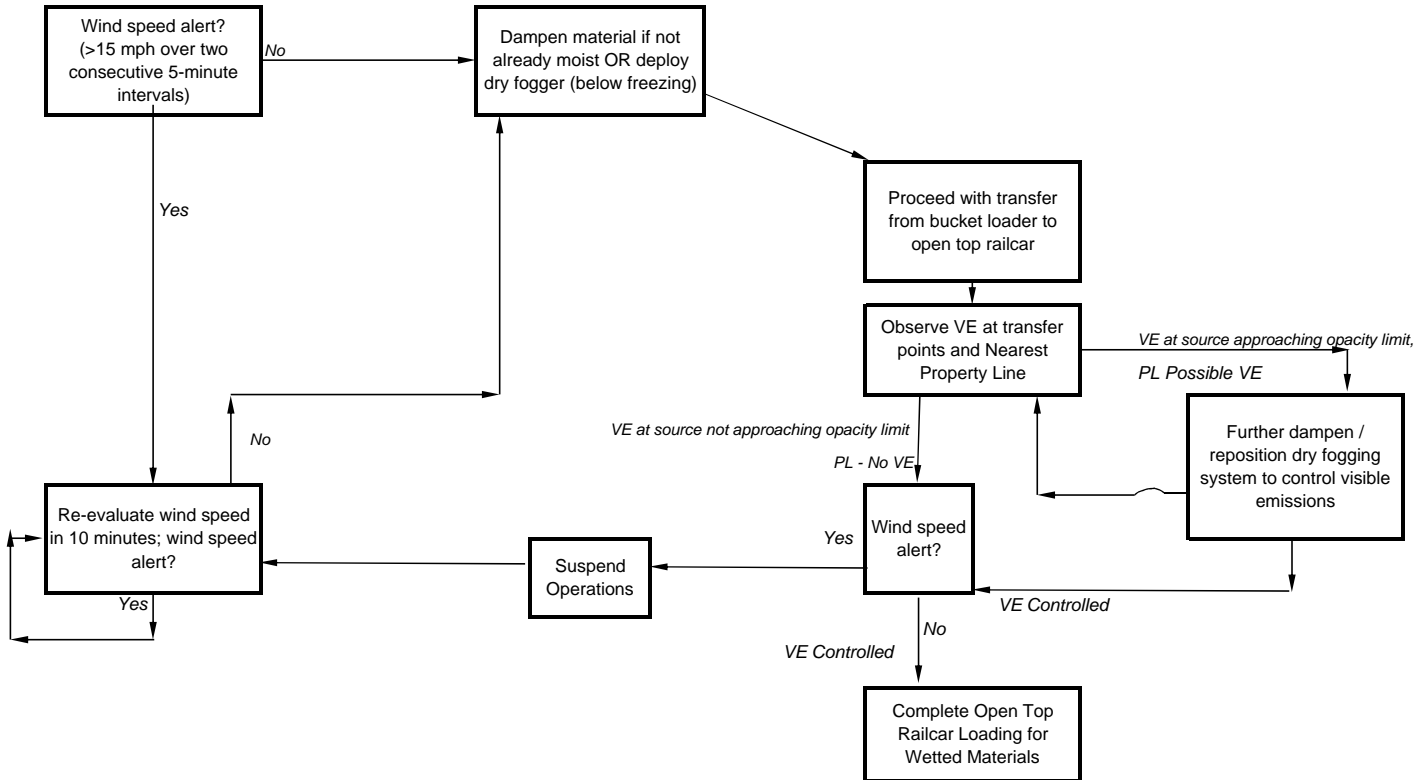 Wind speed alert?
(>15 mph over two
consecutive 5-minute
intervals)
No
Dampen material if not
already moist OR deploy
dry fogger (below freezing)
Yes
Proceed with transfer
from bucket loader to
open top railcar
Observe VE at transfer
points and Nearest
Property Line
VE at source approaching opacity limit,
PL Possible VE
VE at source not approaching opacity limit
PL - No VE
Further dampen /
reposition dry fogging
system to control visible
emissions
No
Re-evaluate wind speed
in 10 minutes; wind speed
alert?
Yes
Suspend
Operations
Yes
Wind speed
alert?
VE Controlled
No
VE Controlled
Complete Open Top
Railcar Loading for
Wetted Materials